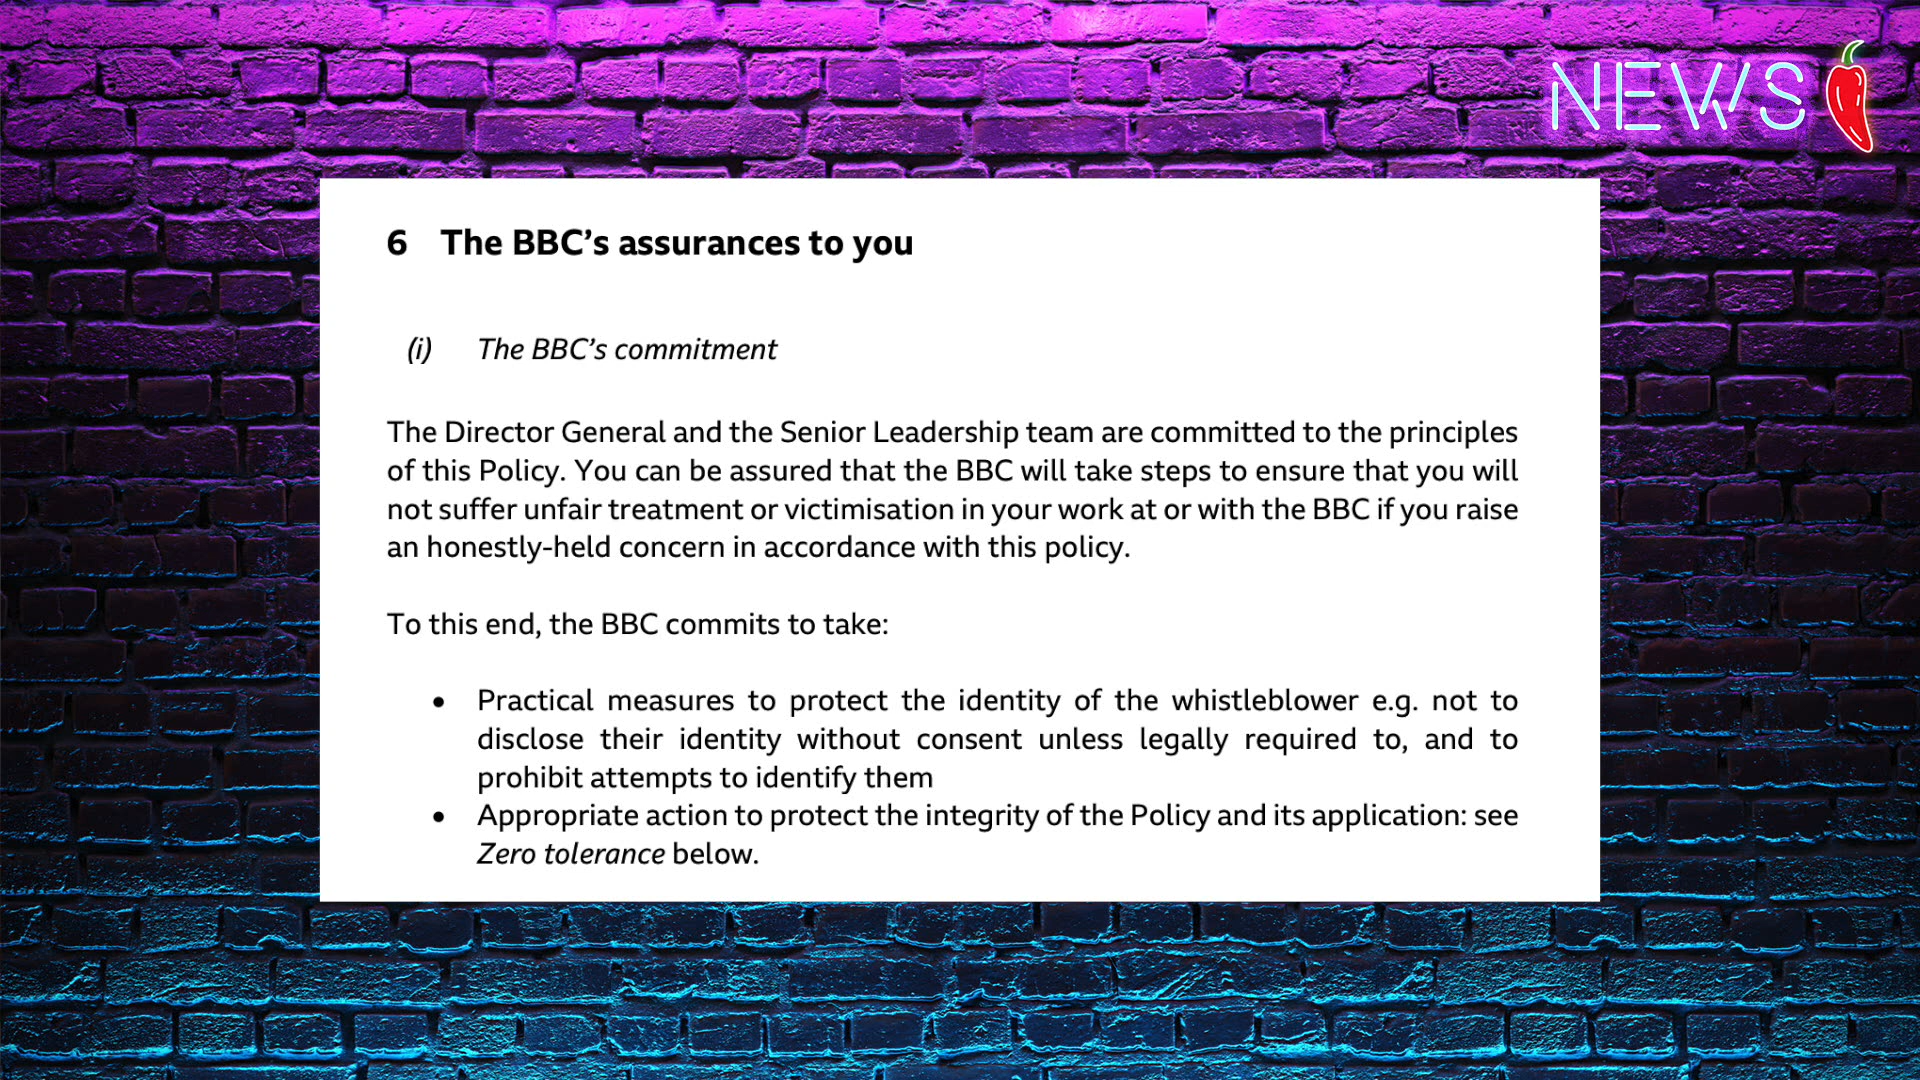 NEWS
6 The BBC’s assurances to you
(i) The BBC’s commitment
The Director General and the Senior Leadership team are committed to the principles
of this Policy. You can be assured that the BBC will take steps to ensure that you will
not suffer unfair treatment or victimisation in your work at or with the BBC if you raise
an honestly-held concern in accordance with this policy.
To this end, the BBC commits to take:
• Practical measures to protect the identity of the whistleblower e.g. not to
disclose their identity without consent unless legally required to, and to
prohibit attempts to identify them
• Appropriate action to protect the integrity of the Policy and its application: see
Zero tolerance below.